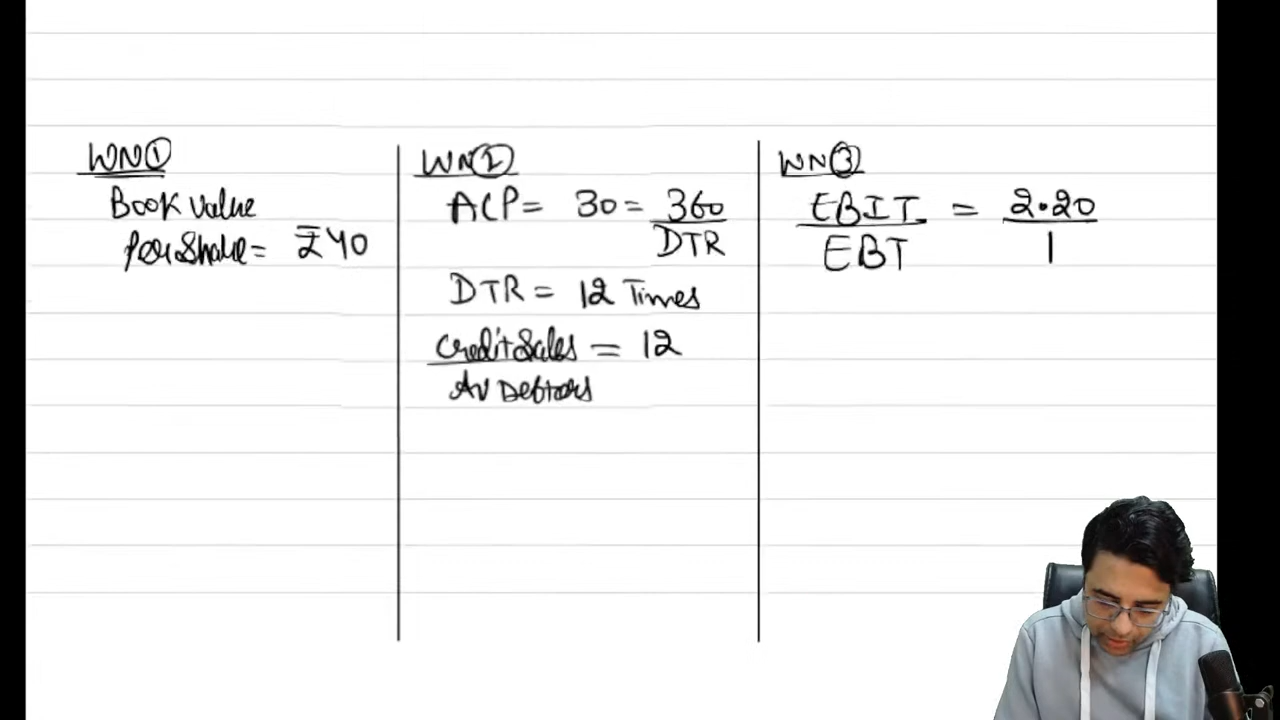 WN①
Book Value
Per Share = ₹40
WN②
ACP = 30 = 360
DTR
DTR = 12 Times
Credit Sales = 12
Av Debtors
WN③
EBIT = 2.20
EBT 1